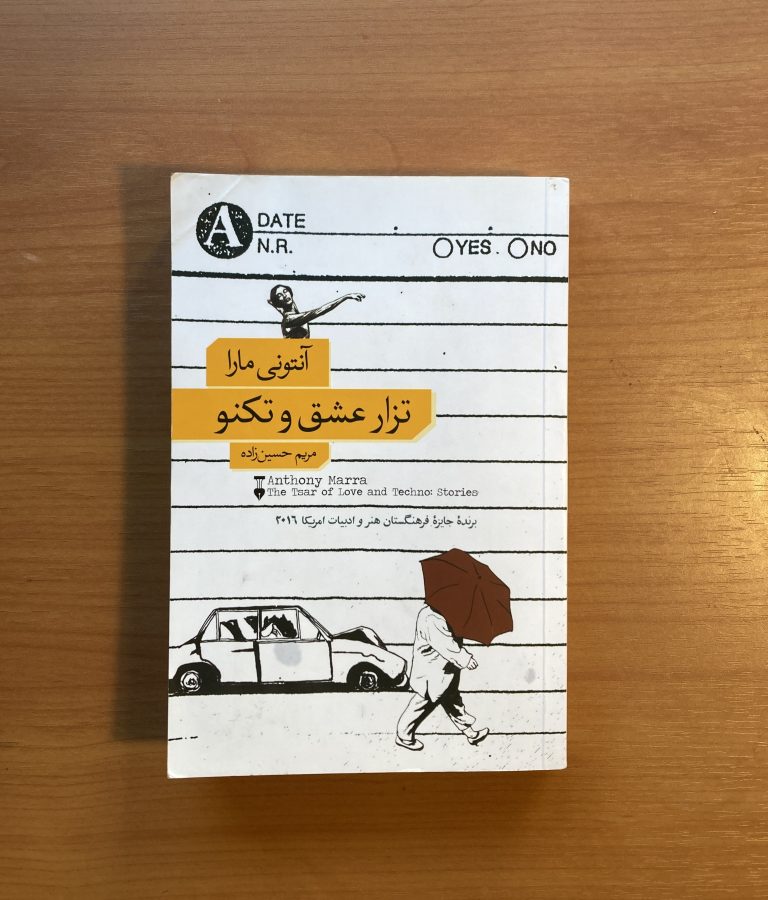 A DATE
N.R. YES. NO
آنتونی مارا
تزار عشق و تکنو
مریم حسین‌زاده
Anthony Marra
The Tsar of Love and Techno: Stories
برندهٔ جایزهٔ فرهنگستان هنر و ادبیات امریکا ۲۰۱۶